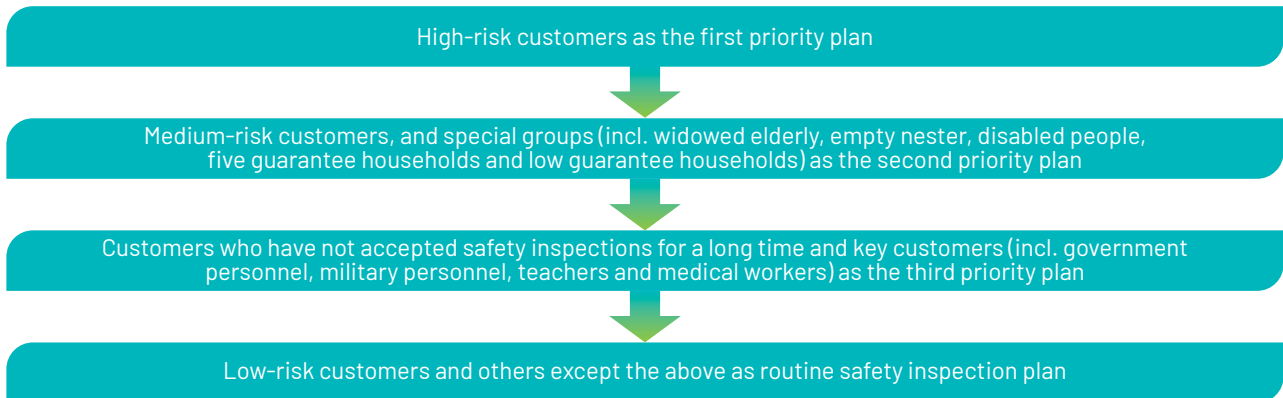 High-risk customers as the first priority plan
Medium-risk customers, and special groups (incl. widowed elderly, empty nester, disabled people,
five guarantee households and low guarantee households) as the second priority plan
Customers who have not accepted safety inspections for a long time and key customers (incl. government
personnel, military personnel, teachers and medical workers) as the third priority plan
Low-risk customers and others except the above as routine safety inspection plan